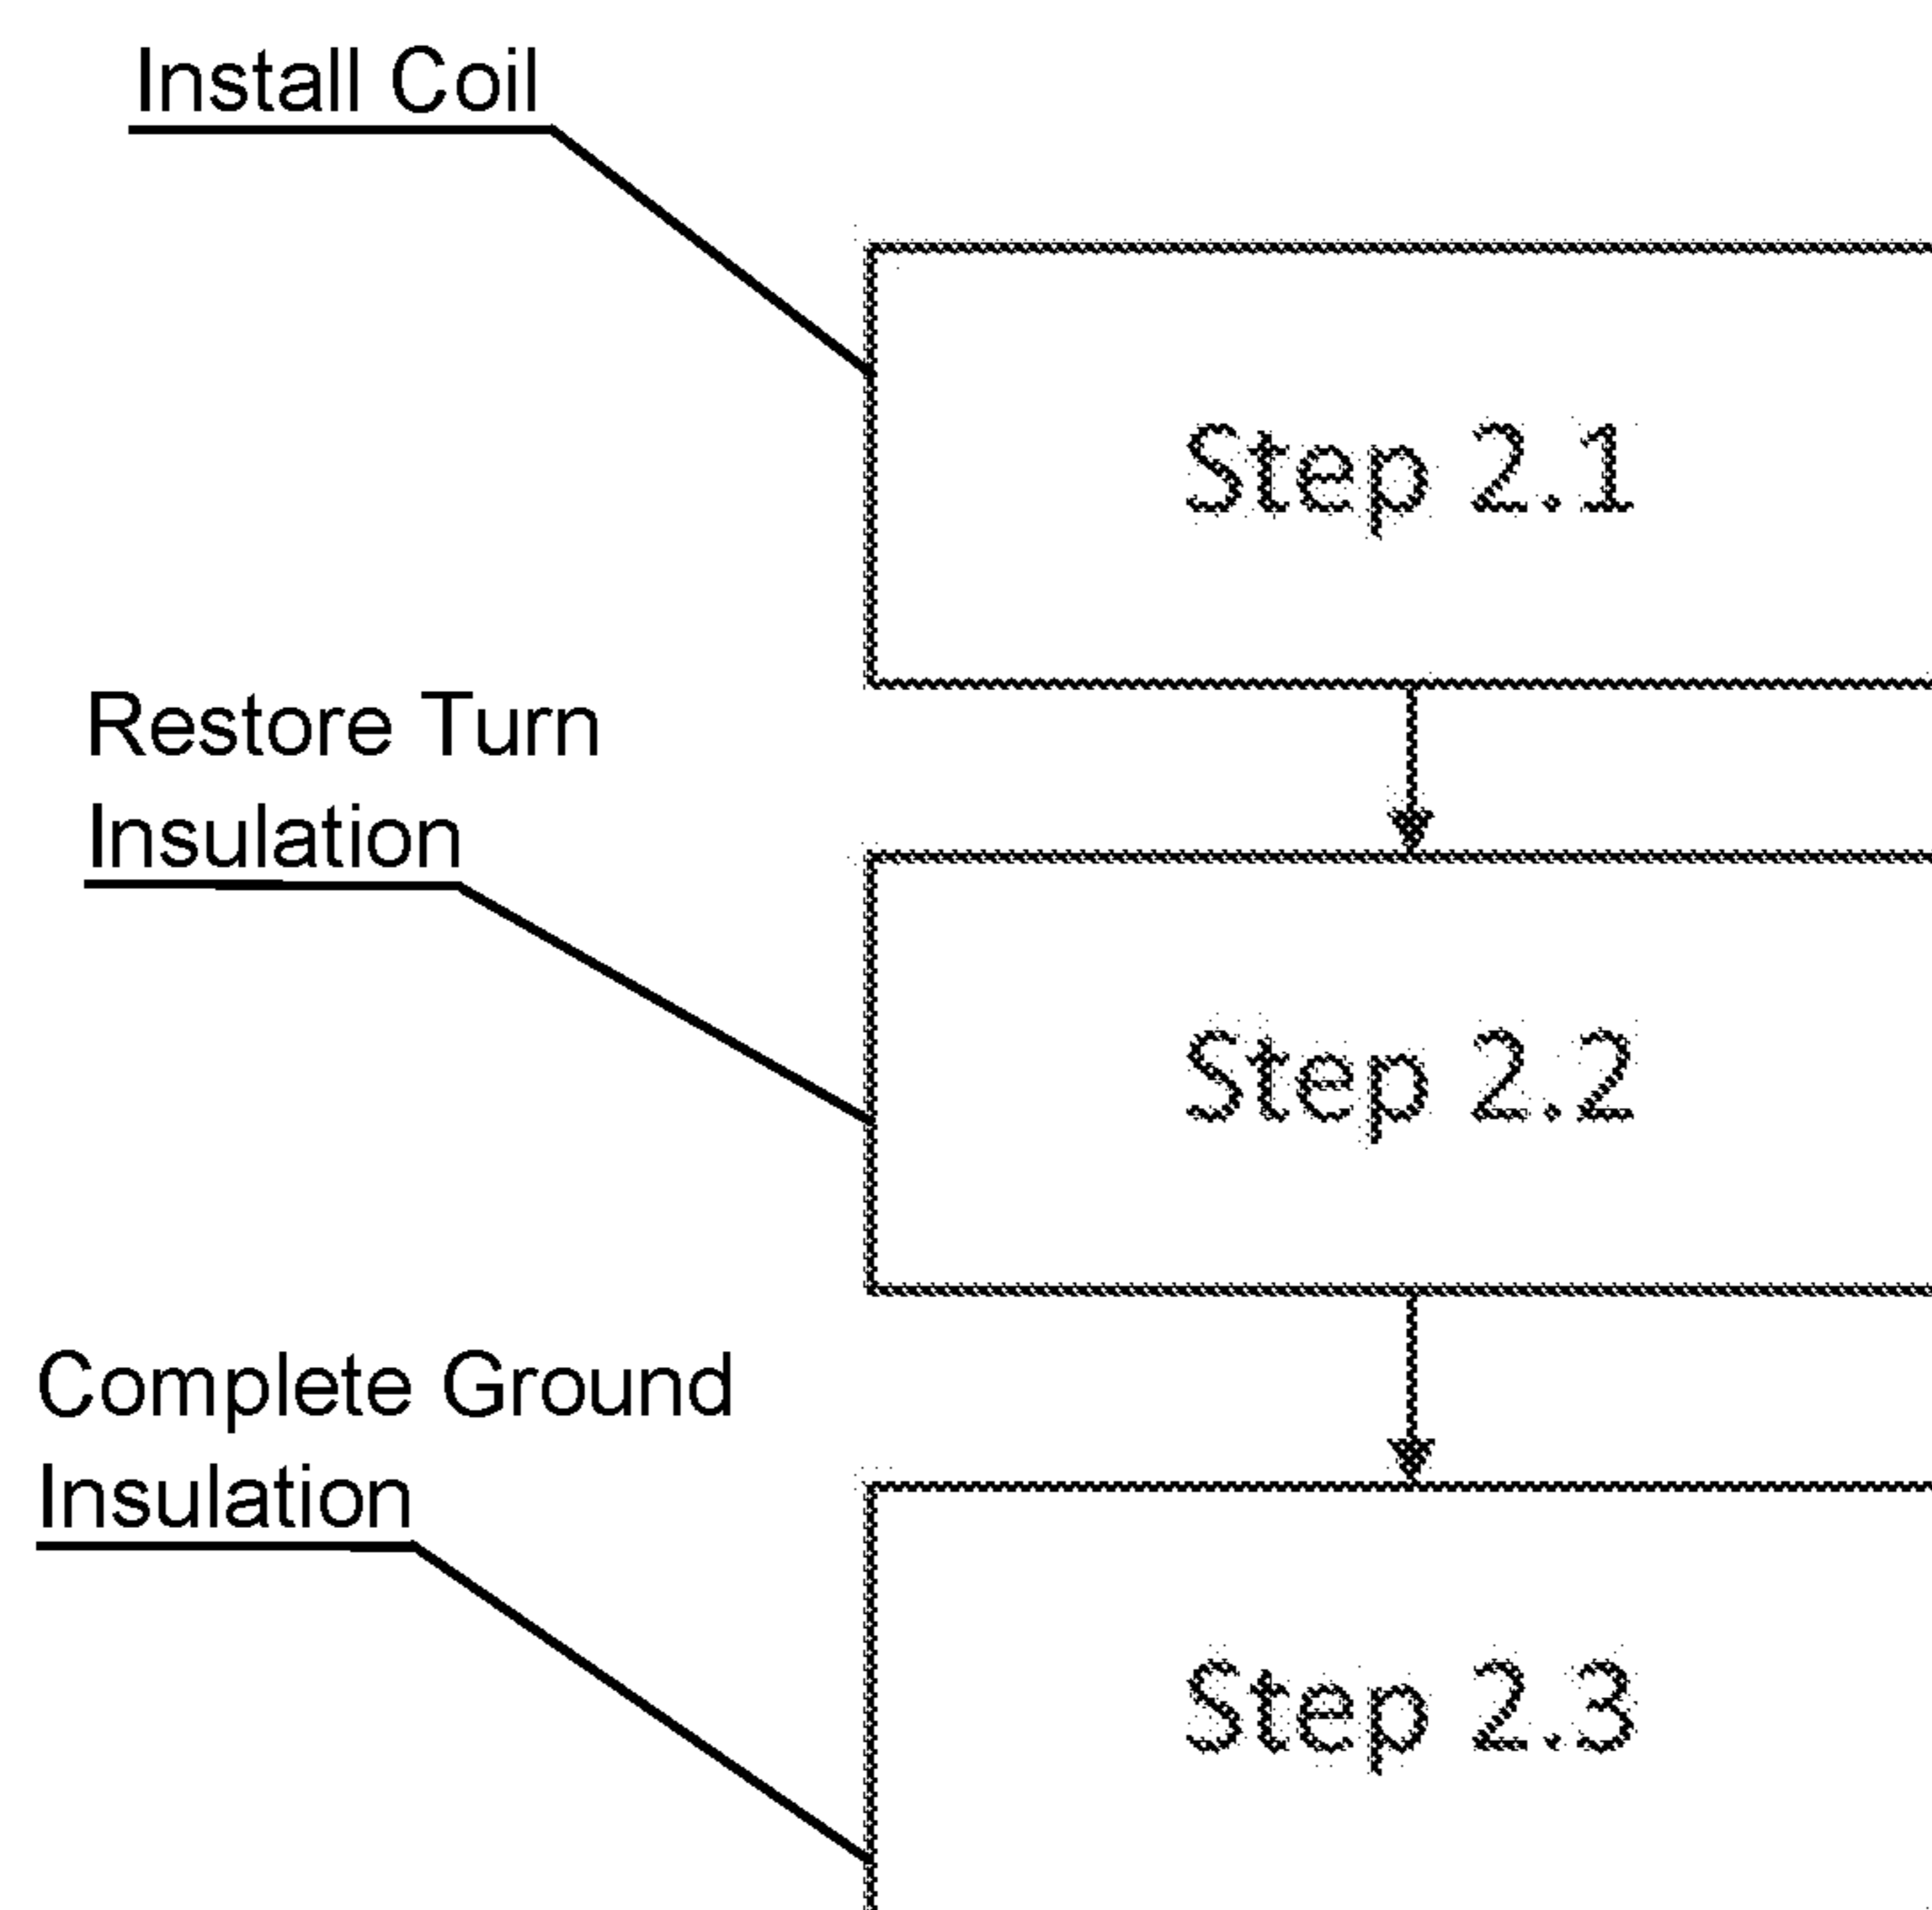 Install Coil
Step 2.1
Restore Turn
Insulation
Step 2.2
Complete Ground
Insulation
Step 2.3